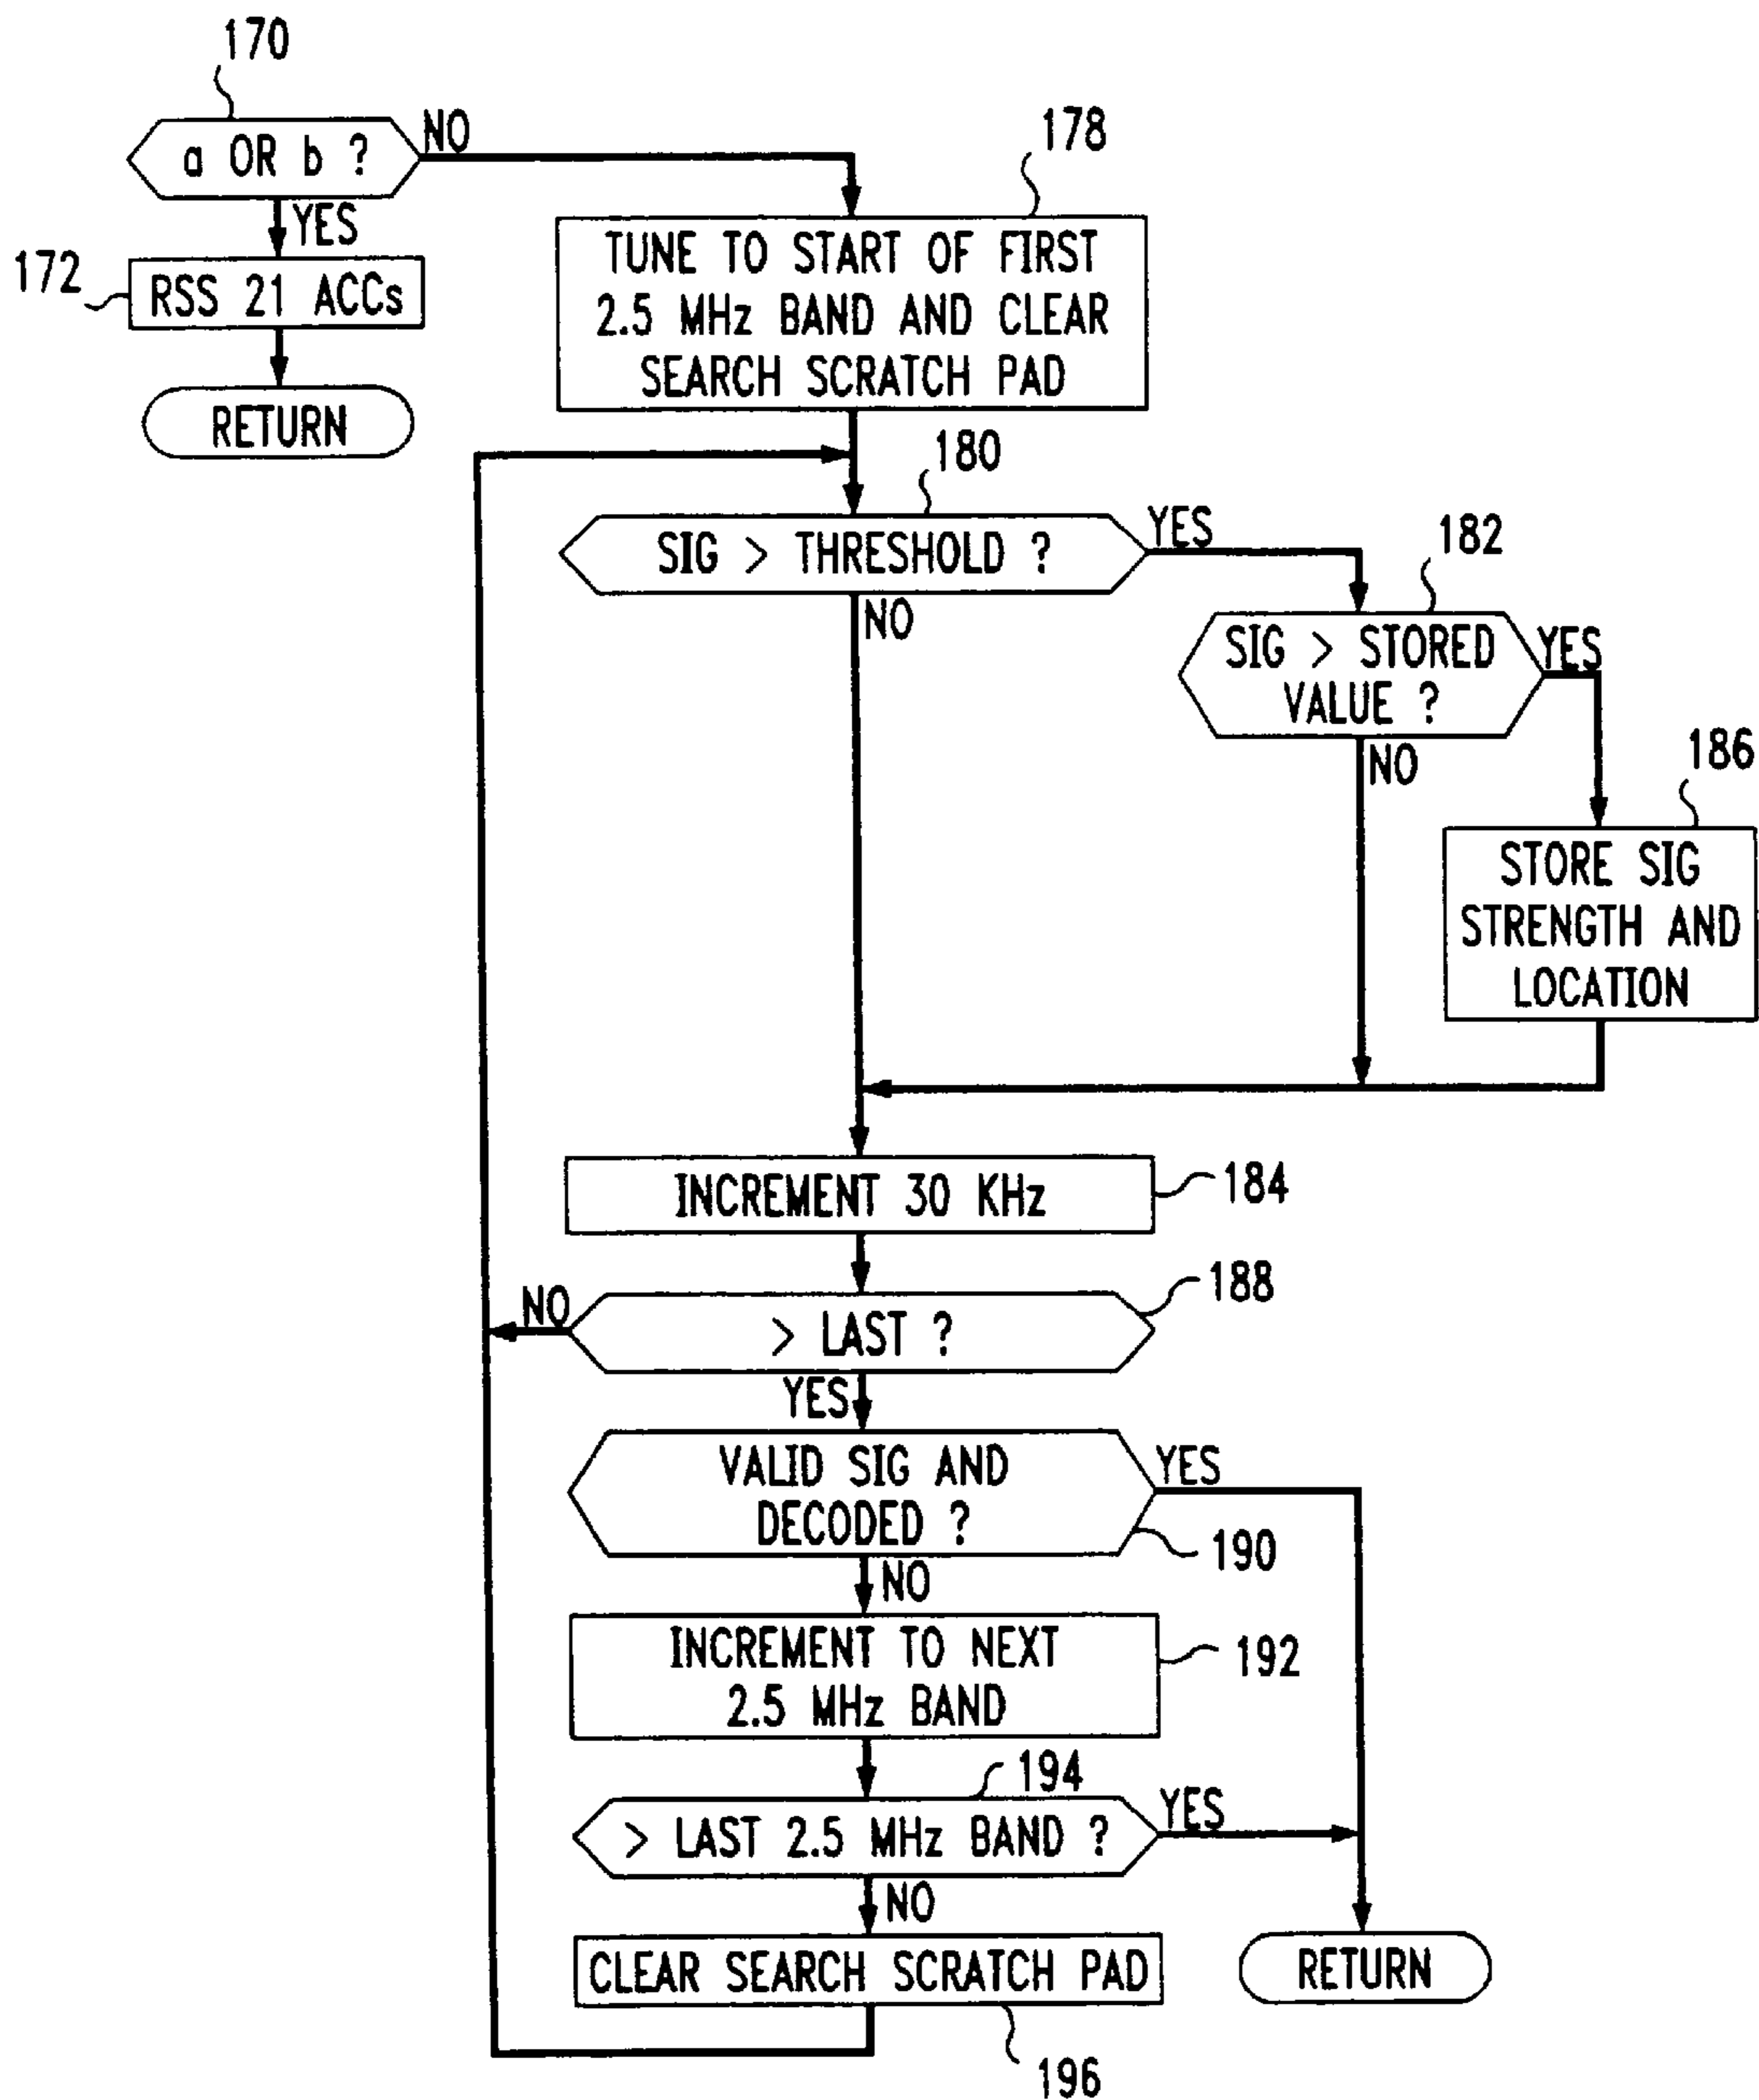 170
a OR b ?
NO
YES
172
RSS 21 ACCs
RETURN
178
TUNE TO START OF FIRST
2.5 MHz BAND AND CLEAR
SEARCH SCRATCH PAD
180
SIG > THRESHOLD ?
YES
NO
182
SIG > STORED
VALUE ?
YES
NO
186
STORE SIG
STRENGTH AND
LOCATION
INCREMENT 30 KHz
184
188
> LAST ?
NO
YES
VALID SIG AND
DECODED ?
YES
190
NO
INCREMENT TO NEXT
2.5 MHz BAND
192
194
> LAST 2.5 MHz BAND ?
YES
NO
CLEAR SEARCH SCRATCH PAD
196
RETURN